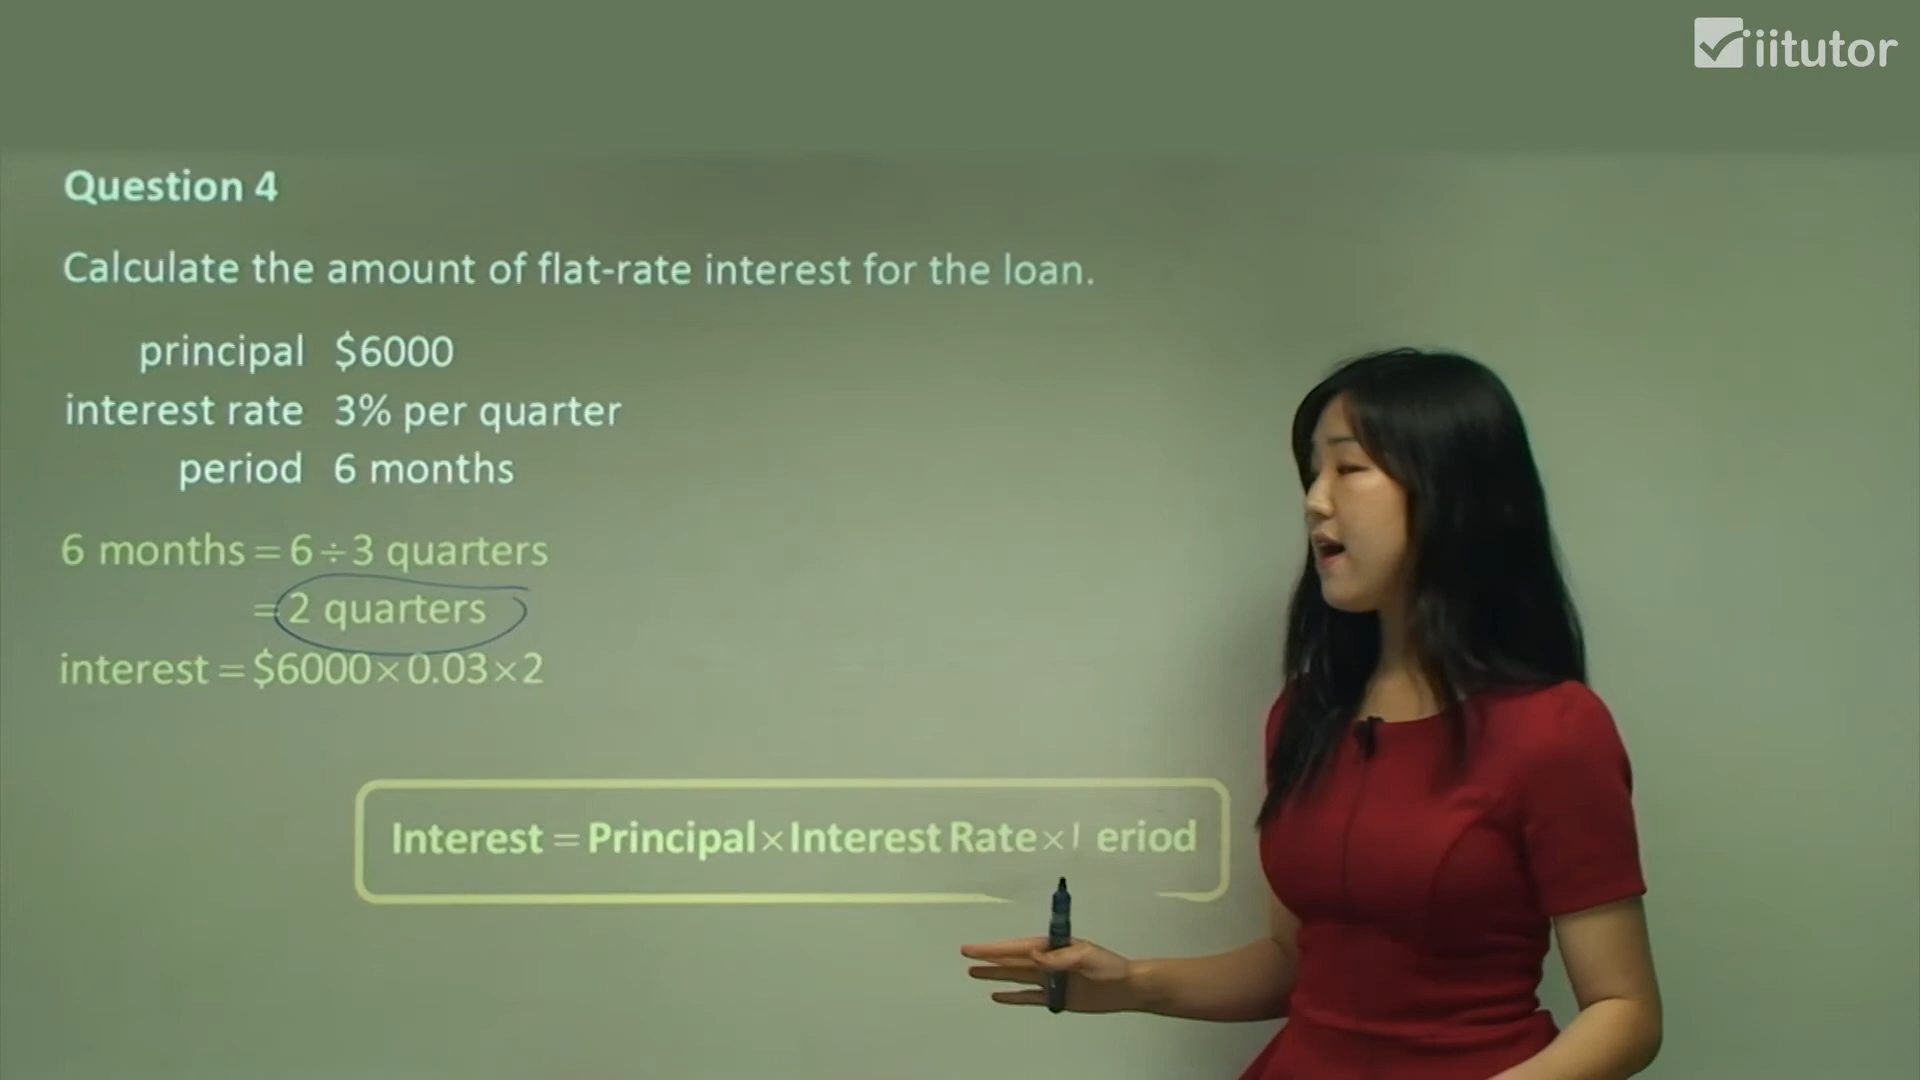 iitutor
Question 4
Calculate the amount of flat-rate interest for the loan.
principal $6000
interest rate 3% per quarter
period 6 months
6 months = 6 ÷ 3 quarters
= 2 quarters
interest = $6000 × 0.03 × 2
Interest = Principal × Interest Rate × Period